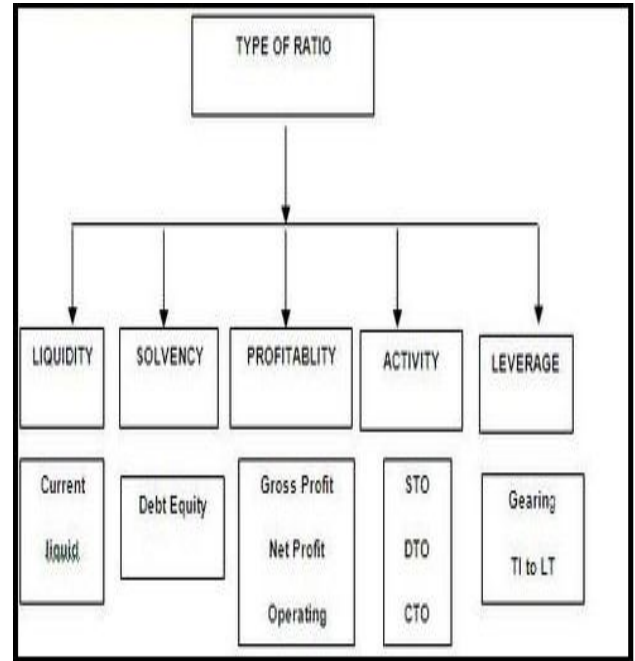 TYPE OF RATIO
LIQUIDITY
SOLVENCY
PROFITABLITY
ACTIVITY
LEVERAGE
Current
liquid
Debt Equity
Gross Profit
Net Profit
Operating
STO
DTO
CTO
Gearing
TI to LT